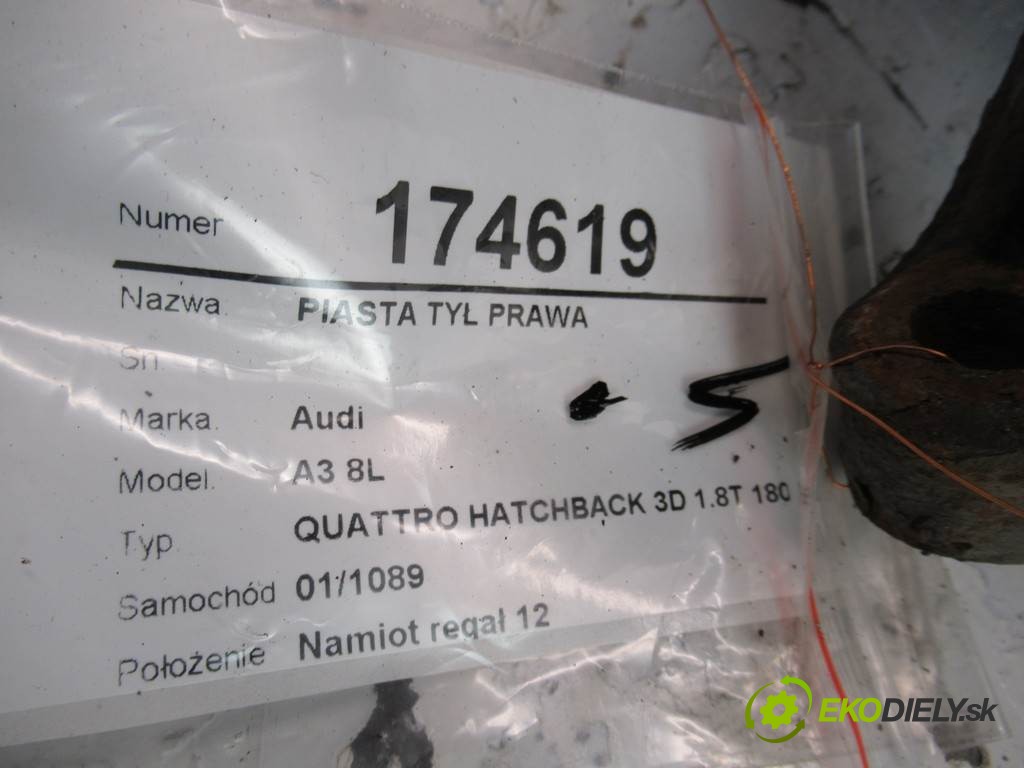 Numer 174619
Nazwa. PIASTA TYL PRAWA
Sn.
Marka. Audi
Model. A3 8L
Typ. QUATTRO HATCHBACK 3D 1.8T 180
Samochód 01/1089
Położenie Namiot regał 12
EKODIELY.sk